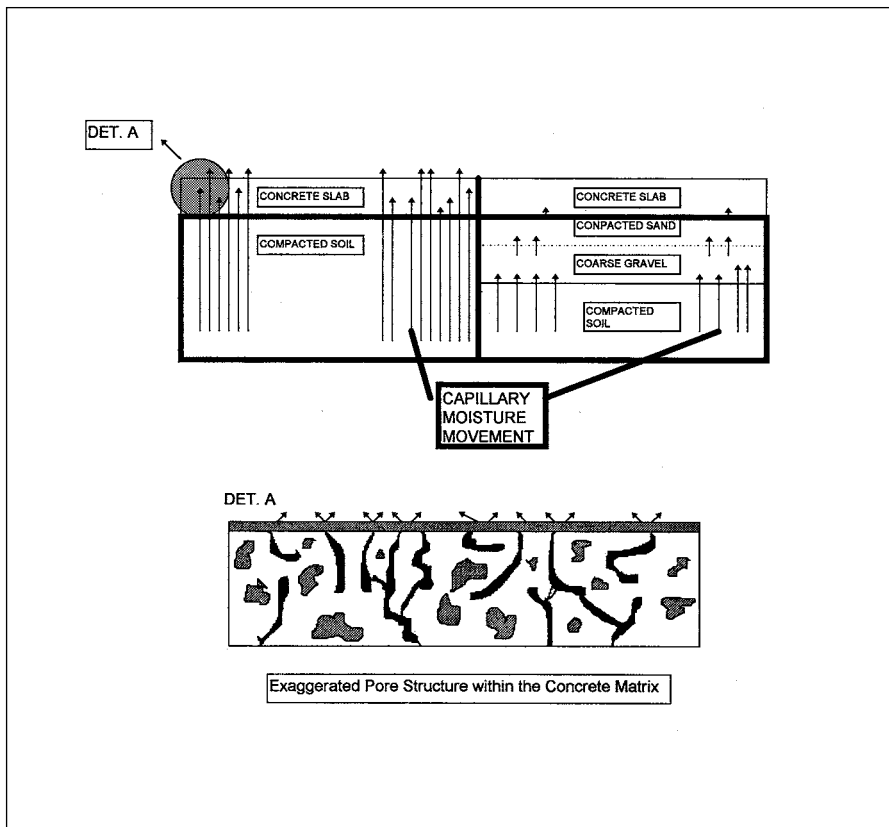 DET. A
CONCRETE SLAB
COMPACTED SOIL
CONCRETE SLAB
CONPACTED SAND
COARSE GRAVEL
COMPACTED
SOIL
CAPILLARY
MOISTURE
MOVEMENT
DET. A
Exaggerated Pore Structure within the Concrete Matrix